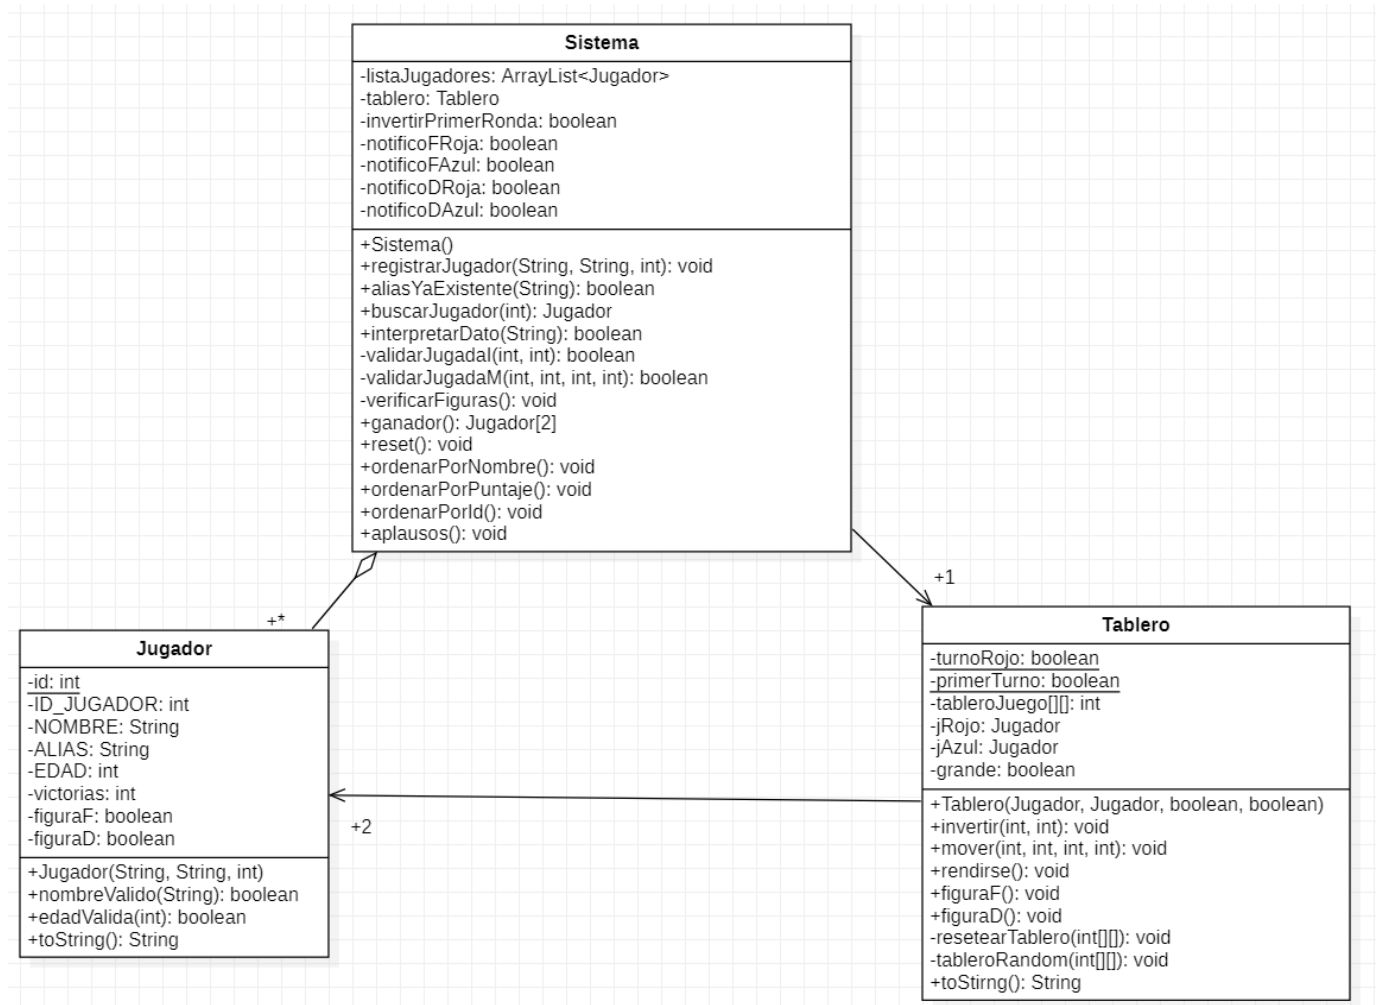 Sistema
-listaJugadores: ArrayList<Jugador>
-tablero: Tablero
-invertirPrimerRonda: boolean
-notificoFRoja: boolean
-notificoFAzul: boolean
-notificoDRoja: boolean
-notificoDAzul: boolean
+Sistema()
+registrarJugador(String, String, int): void
+aliasYaExistente(String): boolean
+buscarJugador(int): Jugador
+interpretarDato(String): boolean
-validarJugadaI(int, int): boolean
-validarJugadaM(int, int, int, int): boolean
-verificarFiguras(): void
+ganador(): Jugador[2]
+reset(): void
+ordenarPorNombre(): void
+ordenarPorPuntaje(): void
+ordenarPorId(): void
+aplausos(): void
+*
+1
Jugador
-id: int
-ID_JUGADOR: int
-NOMBRE: String
-ALIAS: String
-EDAD: int
-victorias: int
-figuraF: boolean
-figuraD: boolean
+Jugador(String, String, int)
+nombreValido(String): boolean
+edadValida(int): boolean
+toString(): String
+2
Tablero
-turnoRojo: boolean
-primerTurno: boolean
-tableroJuego[][]: int
-jRojo: Jugador
-jAzul: Jugador
-grande: boolean
+Tablero(Jugador, Jugador, boolean, boolean)
+invertir(int, int): void
+mover(int, int, int, int): void
+rendirse(): void
+figuraF(): void
+figuraD(): void
-resetearTablero(int[][]): void
-tableroRandom(int[][]): void
+toStirng(): String